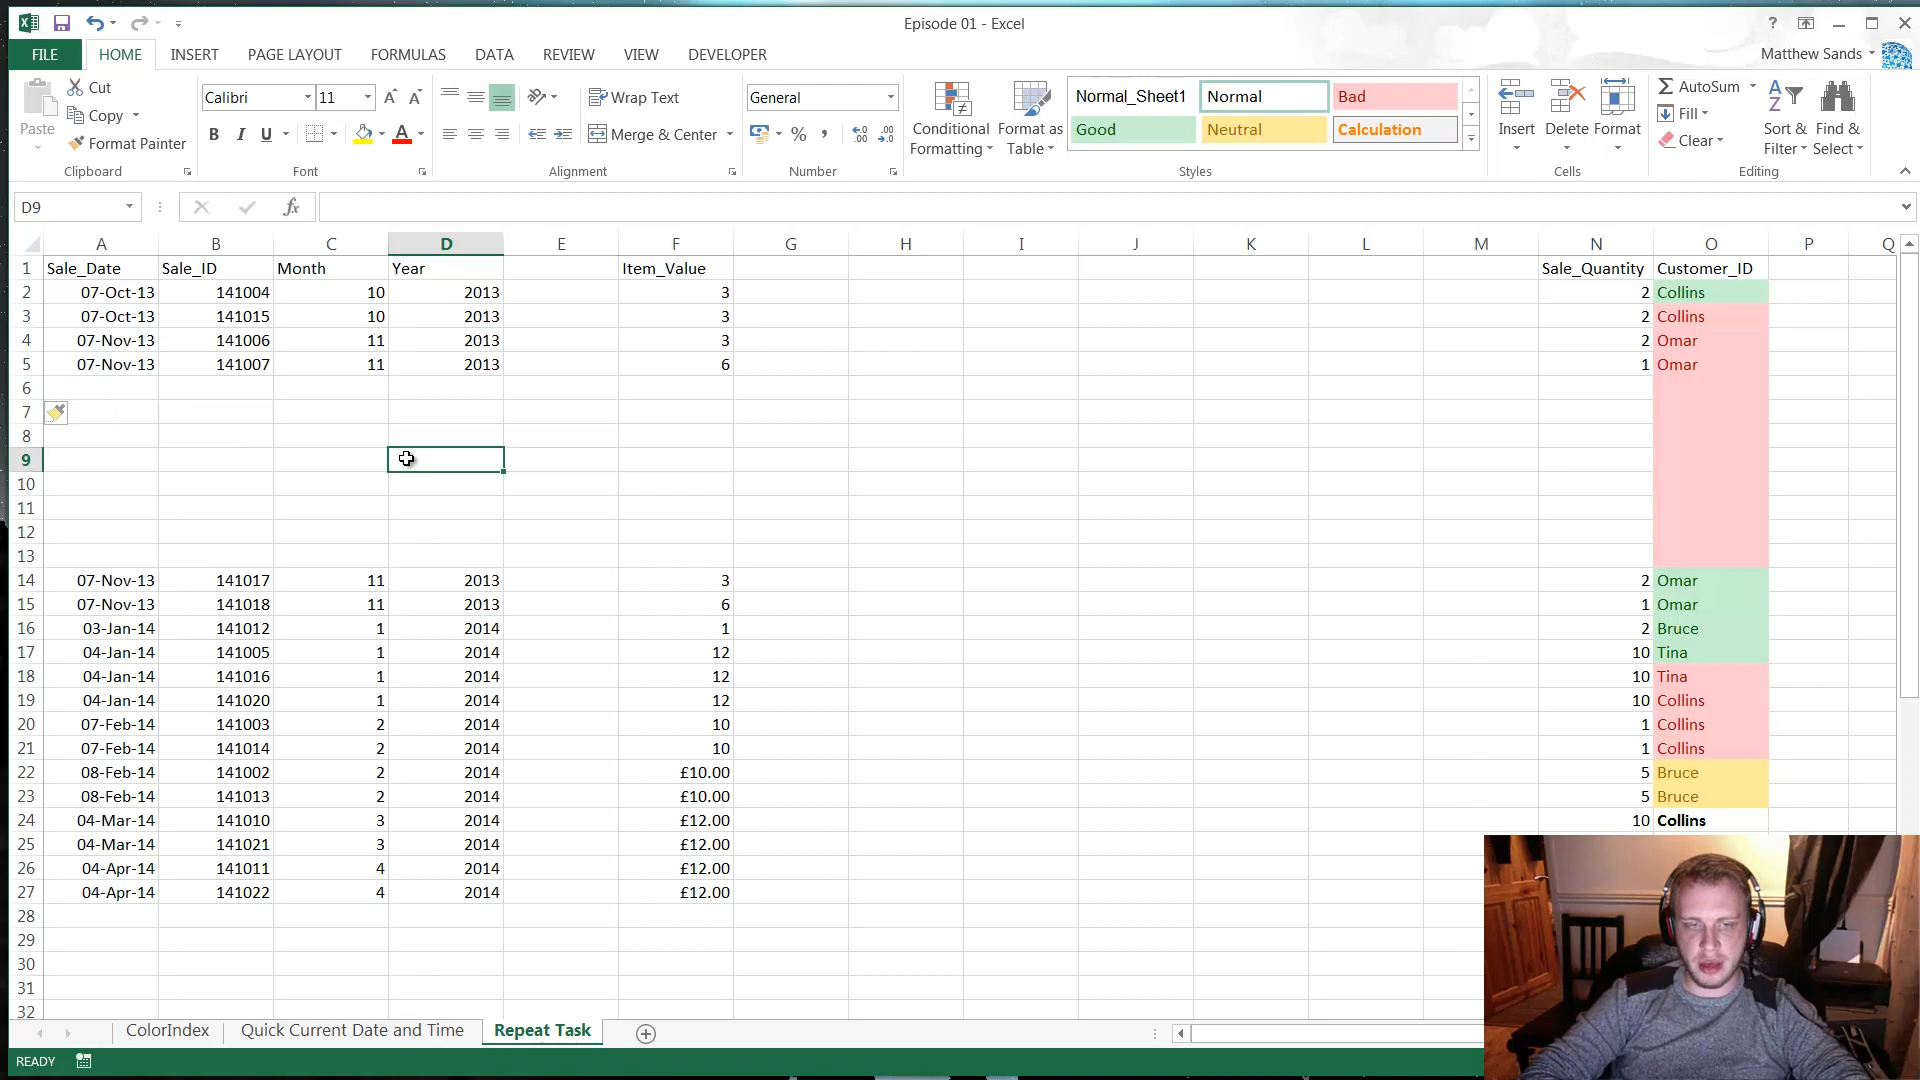 Episode 01 - Excel
FILE HOME INSERT PAGE LAYOUT FORMULAS DATA REVIEW VIEW DEVELOPER Matthew Sands
Paste Cut Copy Format Painter Clipboard
Calibri 11 B I U A Font
Wrap Text Merge & Center Alignment
General % Number
Conditional Formatting Format as Table
Normal_Sheet1 Normal Bad
Good Neutral Calculation
Styles
Insert Delete Format Cells
AutoSum Fill Clear Sort & Filter Find & Select Editing
D9 fx
A B C D E F G H I J K L M N O P Q
1 Sale_Date Sale_ID Month Year Item_Value Sale_Quantity Customer_ID
2 07-Oct-13 141004 10 2013 3 2 Collins
3 07-Oct-13 141015 10 2013 3 2 Collins
4 07-Nov-13 141006 11 2013 3 2 Omar
5 07-Nov-13 141007 11 2013 6 1 Omar
6
7
8
9
10
11
12
13
14 07-Nov-13 141017 11 2013 3 2 Omar
15 07-Nov-13 141018 11 2013 6 1 Omar
16 03-Jan-14 141012 1 2014 1 2 Bruce
17 04-Jan-14 141005 1 2014 12 10 Tina
18 04-Jan-14 141016 1 2014 12 10 Tina
19 04-Jan-14 141020 1 2014 12 10 Collins
20 07-Feb-14 141003 2 2014 10 1 Collins
21 07-Feb-14 141014 2 2014 10 1 Collins
22 08-Feb-14 141002 2 2014 £10.00 5 Bruce
23 08-Feb-14 141013 2 2014 £10.00 5 Bruce
24 04-Mar-14 141010 3 2014 £12.00 10 Collins
25 04-Mar-14 141021 3 2014 £12.00
26 04-Apr-14 141011 4 2014 £12.00
27 04-Apr-14 141022 4 2014 £12.00
28
29
30
31
32
ColorIndex Quick Current Date and Time Repeat Task
READY